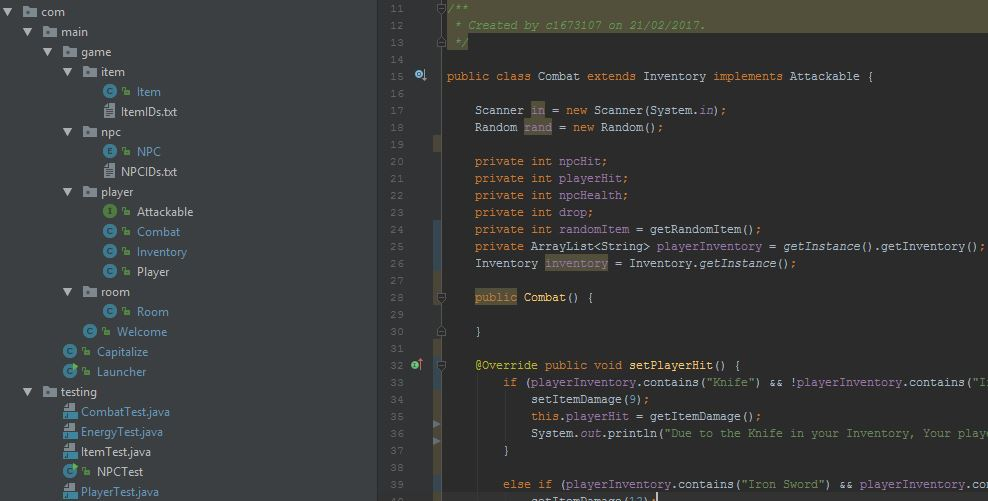 com
main
game
item
Item
ItemIDs.txt
npc
NPC
NPCIDs.txt
player
Attackable
Combat
Inventory
Player
room
Room
Welcome
Capitalize
Launcher
testing
CombatTest.java
EnergyTest.java
ItemTest.java
NPCTest
PlayerTest.java
11 /**
12 * Created by c1673107 on 21/02/2017.
13 */
14
15 public class Combat extends Inventory implements Attackable {
16
17 Scanner in = new Scanner(System.in);
18 Random rand = new Random();
19
20 private int npcHit;
21 private int playerHit;
22 private int npcHealth;
23 private int drop;
24 private int randomItem = getRandomItem();
25 private ArrayList<String> playerInventory = getInstance().getInventory();
26 Inventory inventory = Inventory.getInstance();
27
28 public Combat() {
29
30 }
31
32 @Override public void setPlayerHit() {
33 if (playerInventory.contains("Knife") && !playerInventory.contains("I
34 setItemDamage(9);
35 this.playerHit = getItemDamage();
36 System.out.println("Due to the Knife in your Inventory, Your play
37 }
38
39 else if (playerInventory.contains("Iron Sword") && playerInventory.con
40 setItemDamage(12);